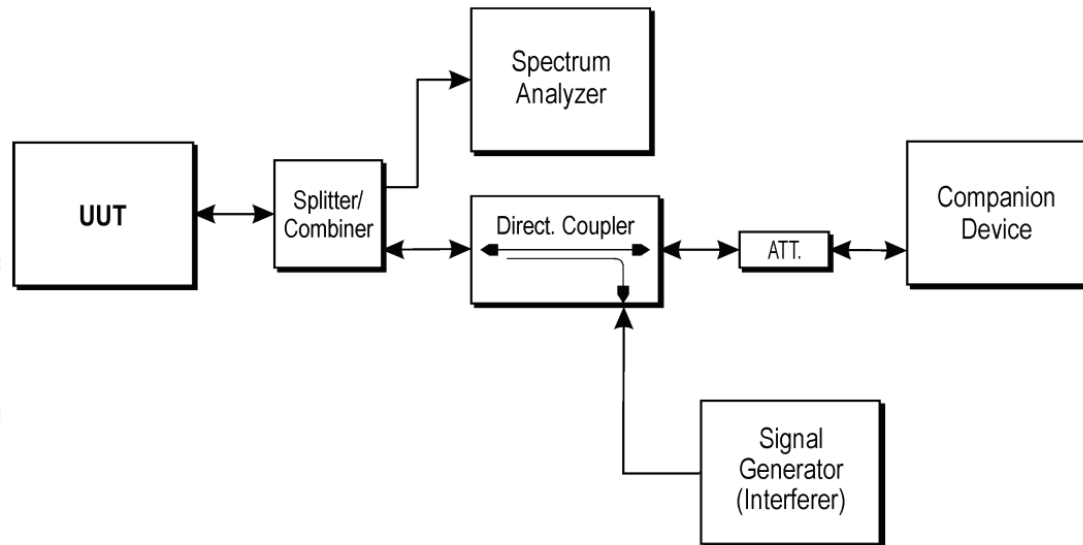 Spectrum
Analyzer
UUT
Splitter/
Combiner
Direct. Coupler
ATT.
Companion
Device
Signal
Generator
(Interferer)